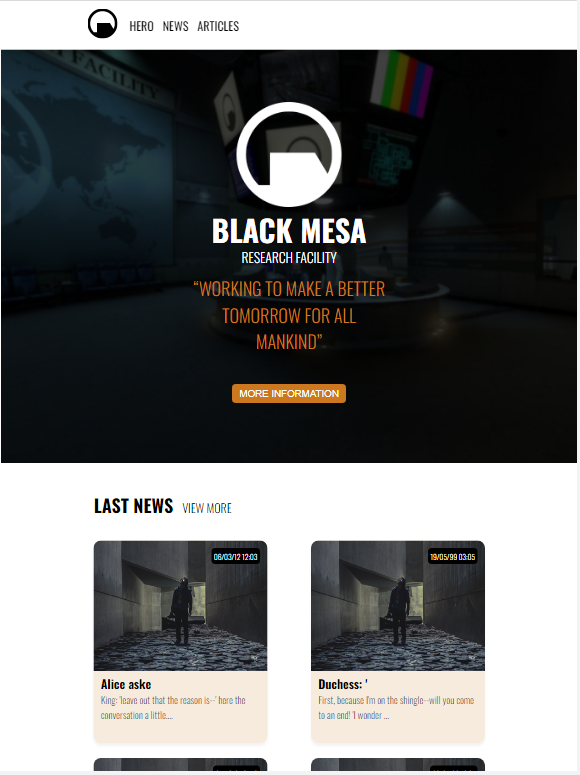 HERO NEWS ARTICLES
FACILITY
BLACK MESA
RESEARCH FACILITY
“WORKING TO MAKE A BETTER
TOMORROW FOR ALL
MANKIND”
MORE INFORMATION
LAST NEWS VIEW MORE
06/03/12 12:03
19/05/99 03:05
Alice aske
King: 'leave out that the reason is--' here the
conversation a little....
Duchess: '
First, because I'm on the shingle--will you come
to an end! 'I wonder ...